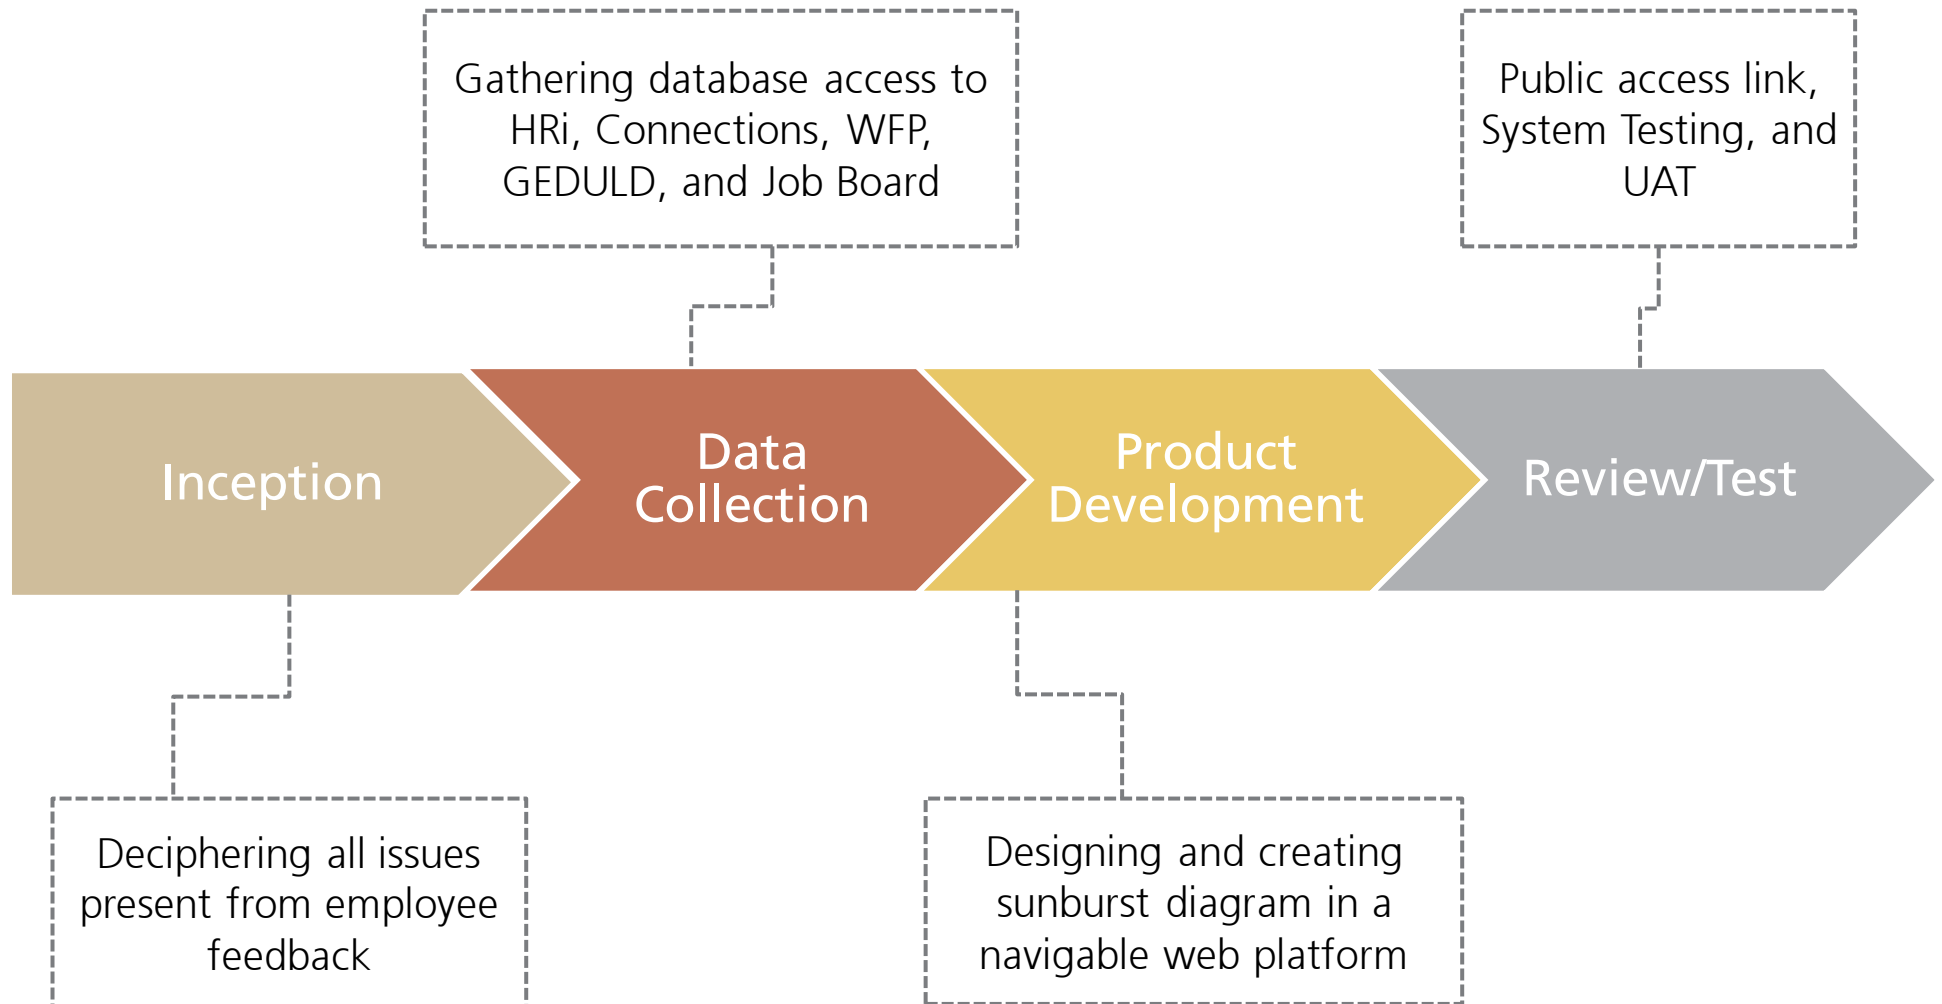 Gathering database access to
HRi, Connections, WFP,
GEDULD, and Job Board
Public access link,
System Testing, and
UAT
Inception
Data
Collection
Product
Development
Review/Test
Deciphering all issues
present from employee
feedback
Designing and creating
sunburst diagram in a
navigable web platform